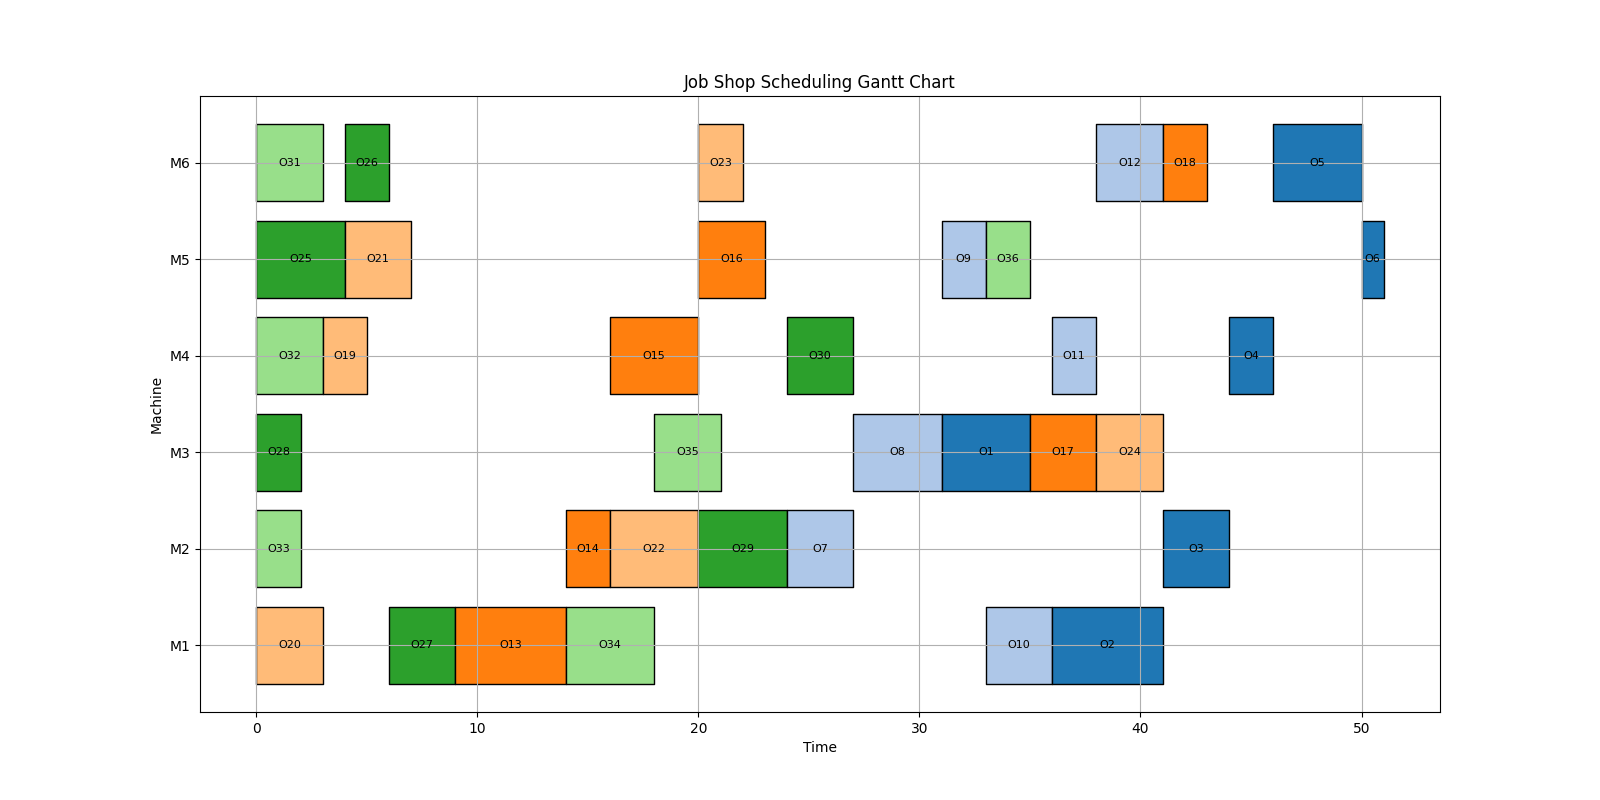 Job Shop Scheduling Gantt Chart
M6 O31 O26 O23 O12 O18 O5
M5 O25 O21 O16 O9 O36 O6
M4 O32 O19 O15 O30 O11 O4
Machine
M3 O28 O35 O8 O1 O17 O24
M2 O33 O14 O22 O29 O7 O3
M1 O20 O27 O13 O34 O10 O2
0 10 20 30 40 50
Time